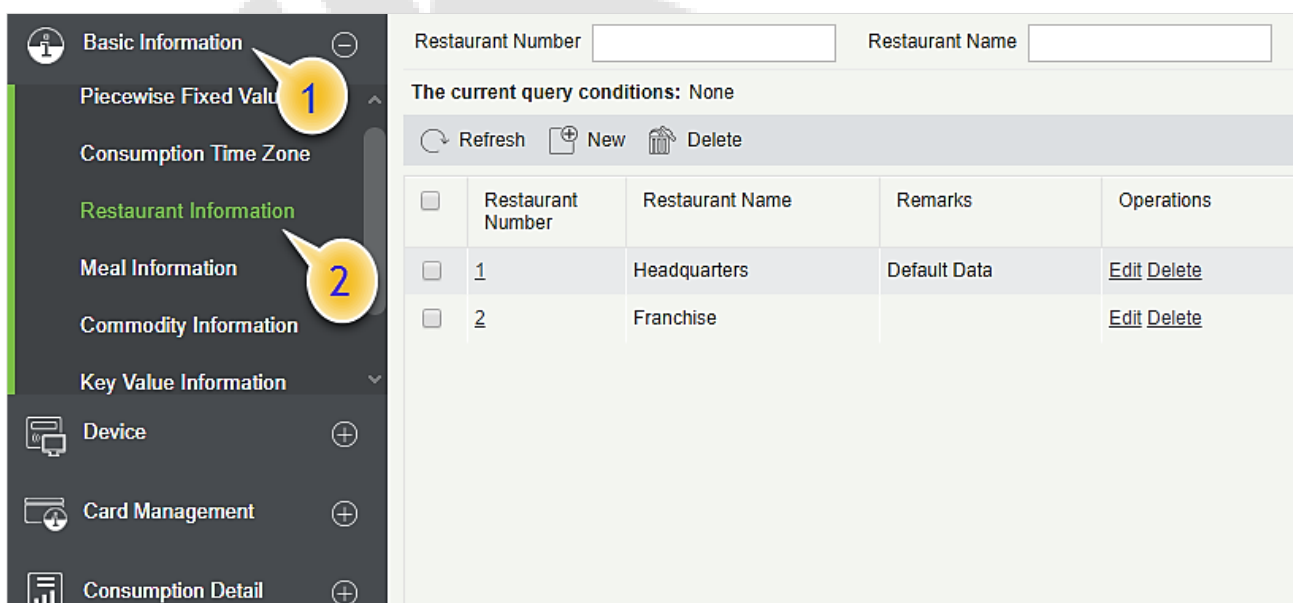 Basic Information
1
Piecewise Fixed Valu
Consumption Time Zone
Restaurant Information
2
Meal Information
Commodity Information
Key Value Information
Device
Card Management
Consumption Detail
Restaurant Number Restaurant Name
The current query conditions: None
Refresh New Delete
Restaurant Number Restaurant Name Remarks Operations
1 Headquarters Default Data Edit Delete
2 Franchise Edit Delete